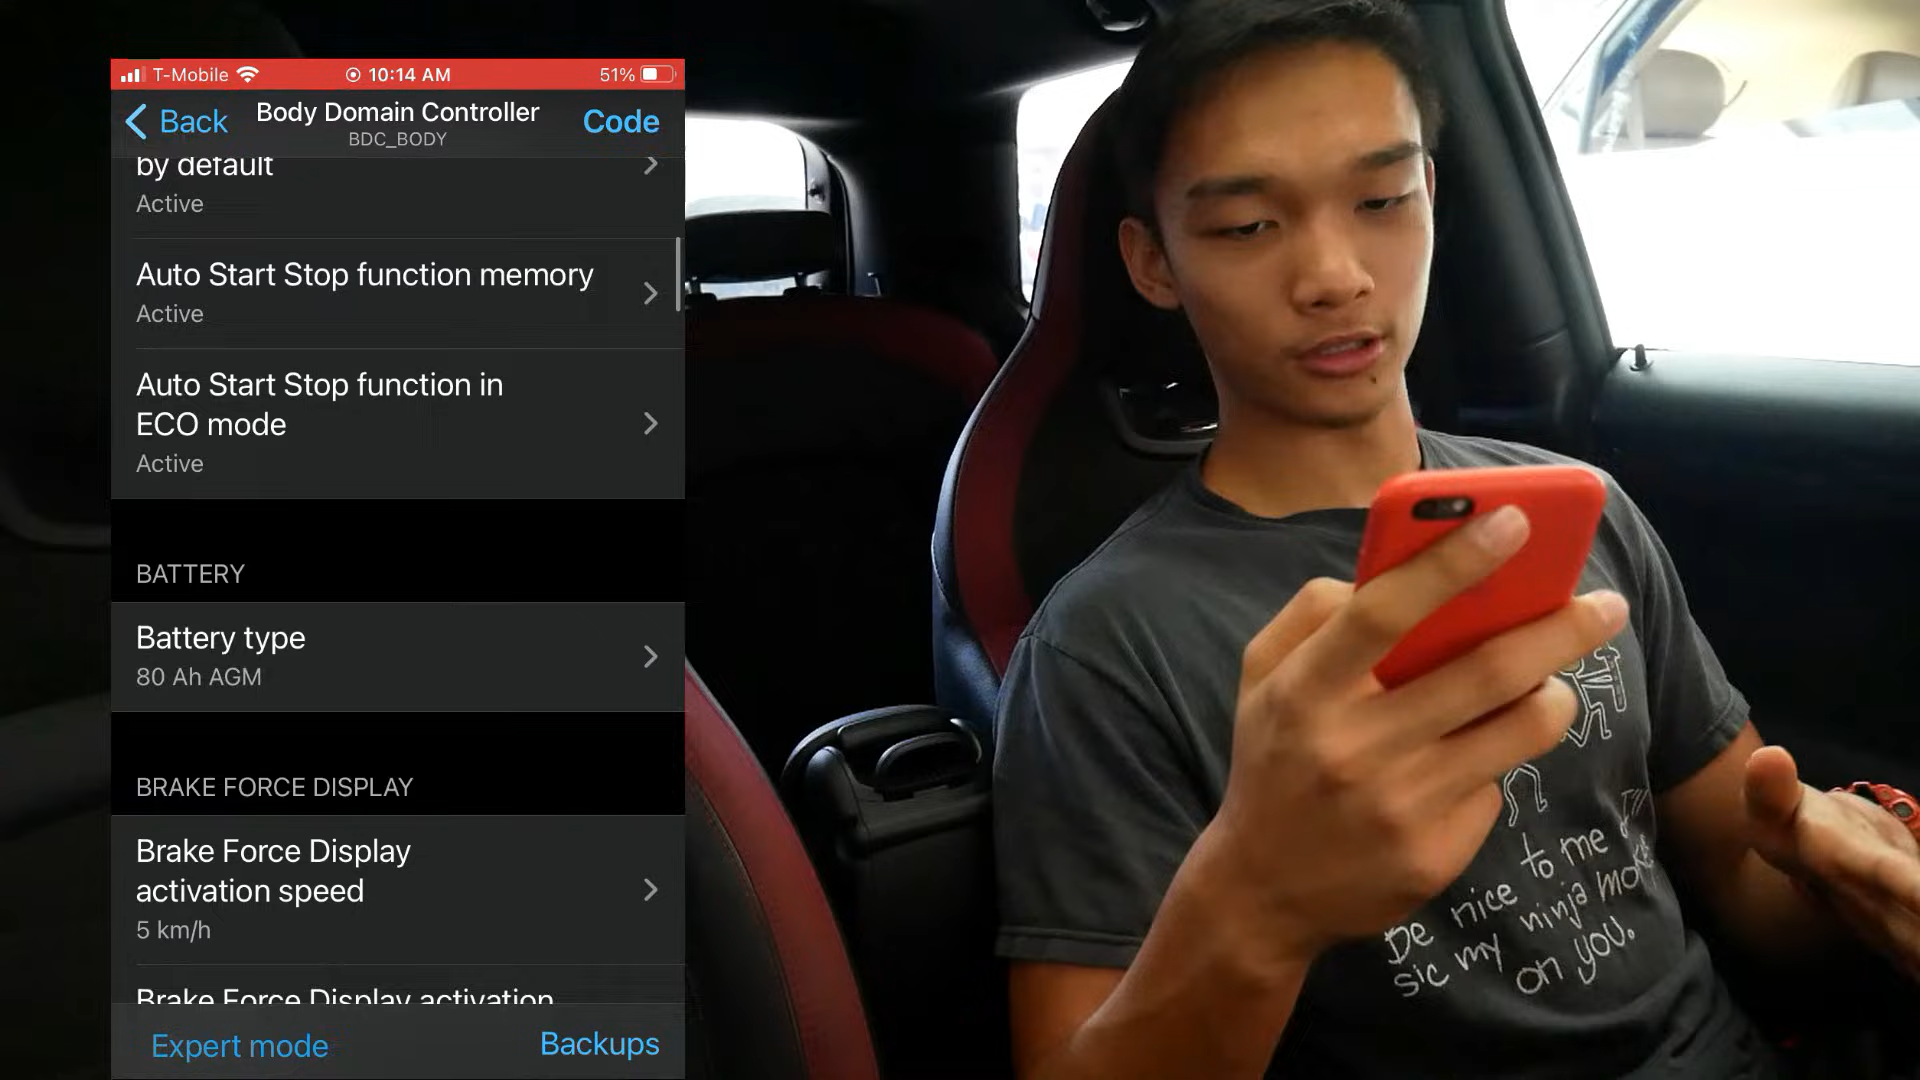 T-Mobile 10:14 AM 51%
Back Body Domain Controller Code
BDC_BODY
by default
Active
Auto Start Stop function memory
Active
Auto Start Stop function in
ECO mode
Active
BATTERY
Battery type
80 Ah AGM
BRAKE FORCE DISPLAY
Brake Force Display
activation speed
5 km/h
Brake Force Display activation
Expert mode Backups
to me
Be nice
sic my ninja
on you.